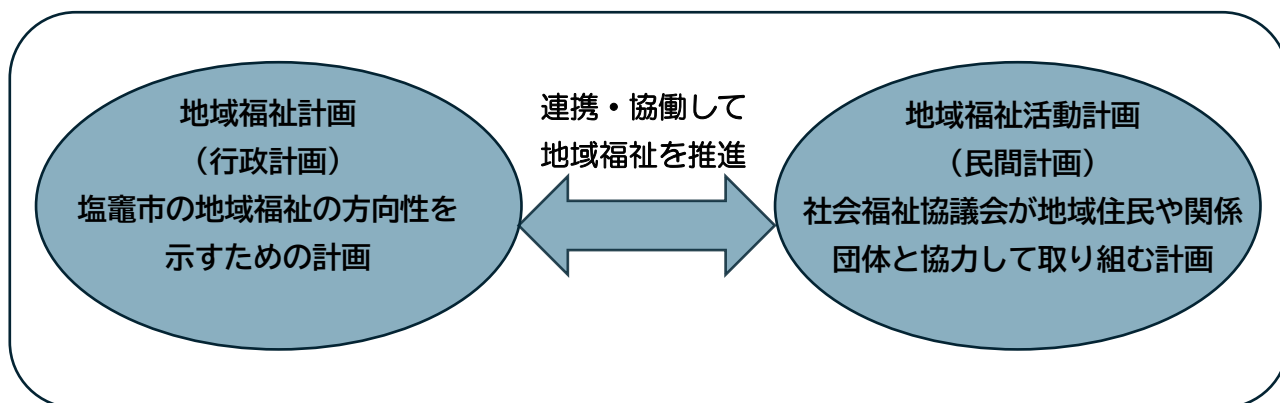 地域福祉計画
（行政計画）
塩竈市の地域福祉の方向性を
示すための計画
連携・協働して
地域福祉を推進
地域福祉活動計画
（民間計画）
社会福祉協議会が地域住民や関係
団体と協力して取り組む計画